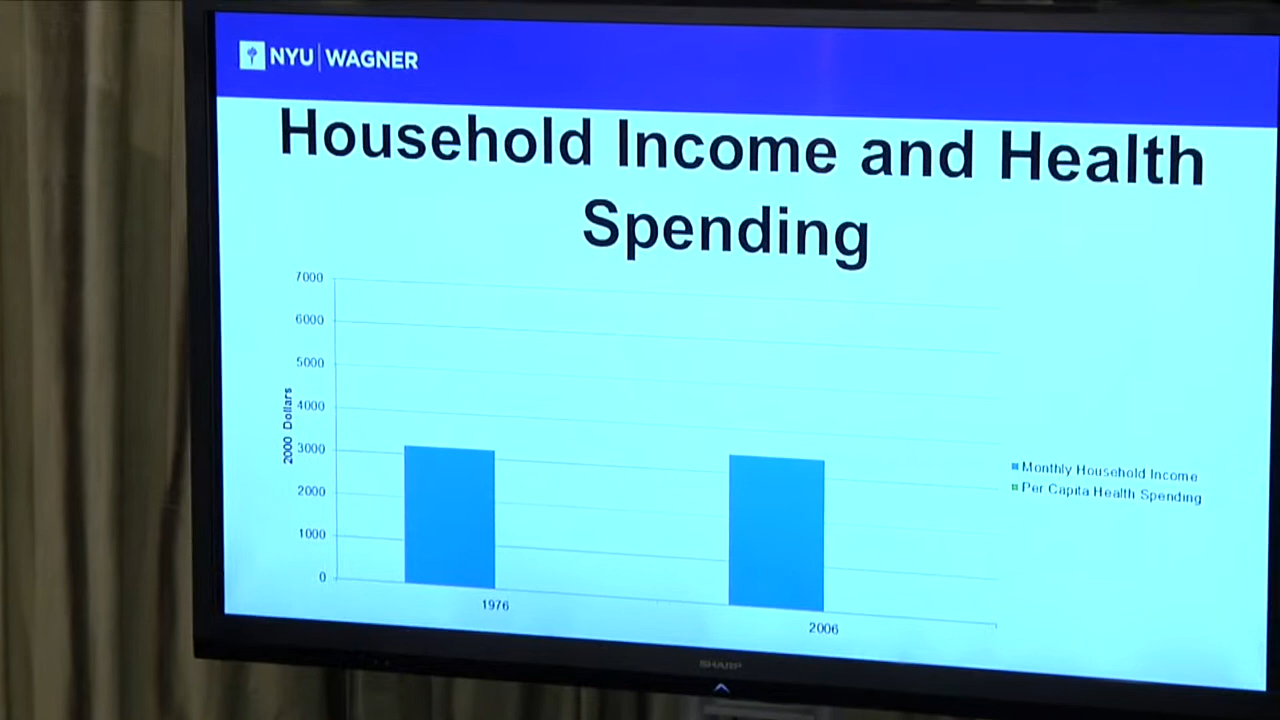 NYU WAGNER
Household Income and Health
Spending
7000
6000
5000
4000
3000
2000
1000
0
2000 Dollars
1976
2006
Monthly Household Income
Per Capita Health Spending
SHARP